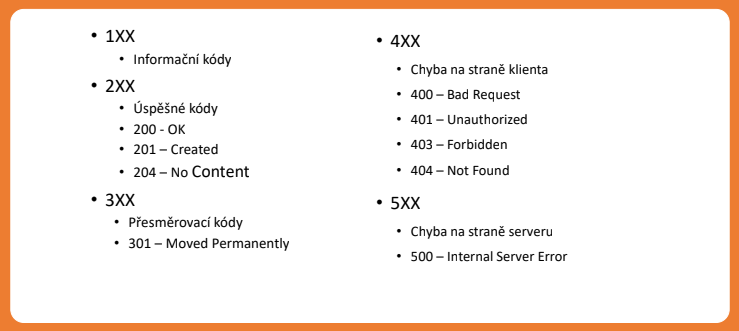 • 1XX
• Informační kódy
• 2XX
• Úspěšné kódy
• 200 - OK
• 201 – Created
• 204 – No Content
• 3XX
• Přesměrovací kódy
• 301 – Moved Permanently
• 4XX
• Chyba na straně klienta
• 400 – Bad Request
• 401 – Unauthorized
• 403 – Forbidden
• 404 – Not Found
• 5XX
• Chyba na straně serveru
• 500 – Internal Server Error